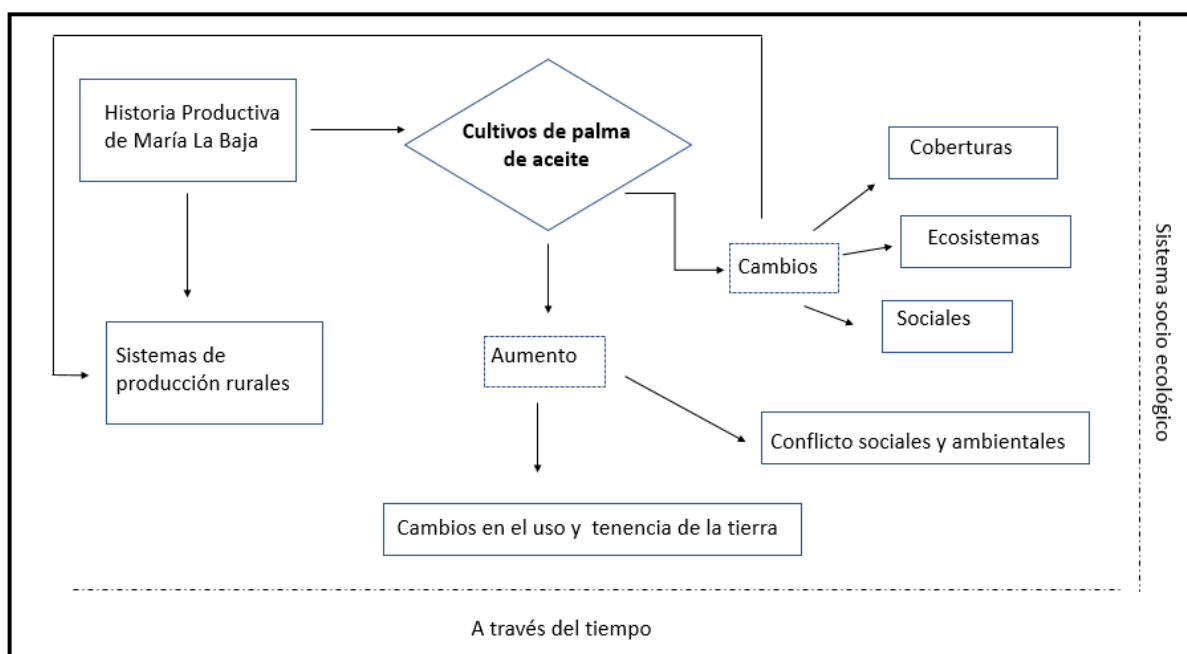 Historia Productiva
de María La Baja
Cultivos de palma
de aceite
Coberturas
Ecosistemas
Cambios
Sociales
Sistemas de
producción rurales
Aumento
Conflicto sociales y ambientales
Cambios en el uso y  tenencia de la tierra
Sistema socio ecológico
A través del tiempo